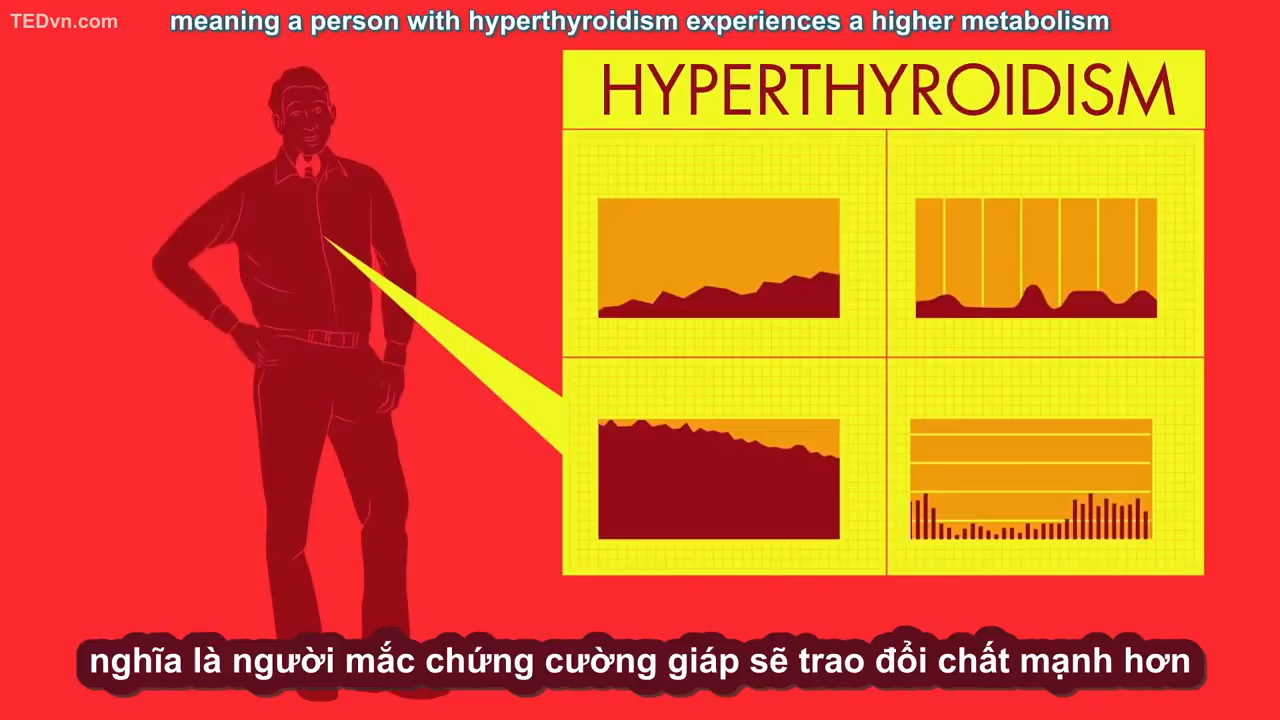 TEDvn.com
meaning a person with hyperthyroidism experiences a higher metabolism
HYPERTHYROIDISM
nghĩa là người mắc chứng cường giáp sẽ trao đổi chất mạnh hơn